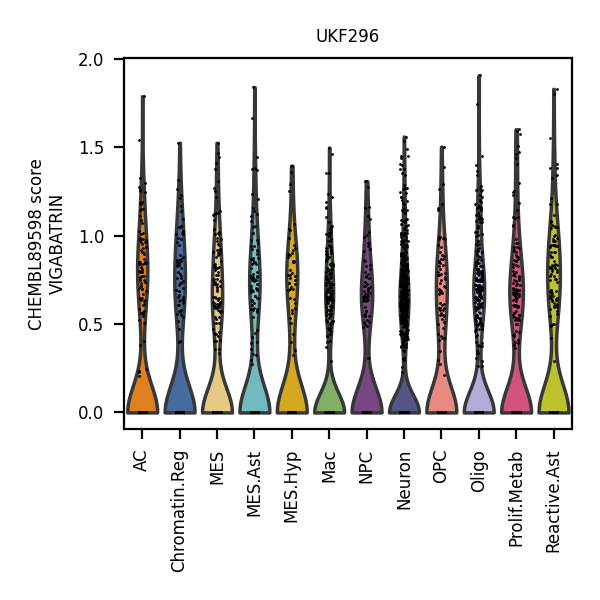 UKF296
CHEMBL89598 score
VIGABATRIN
2.0
1.5
1.0
0.5
0.0
AC
Chromatin.Reg
MES
MES.Ast
MES.Hyp
Mac
NPC
Neuron
OPC
Oligo
Prolif.Metab
Reactive.Ast